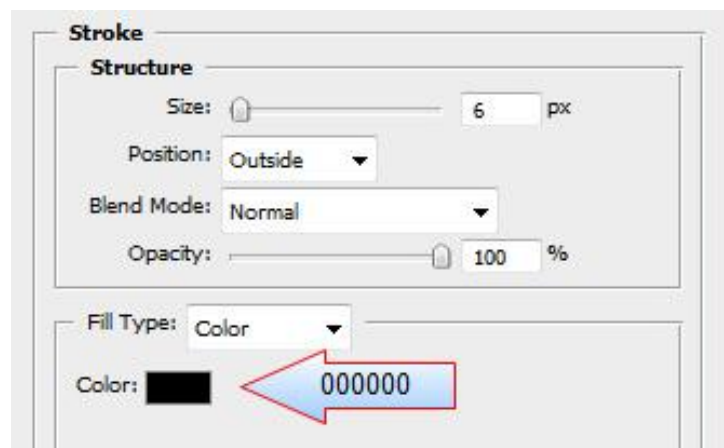 Stroke
Structure
Size: 6 px
Position: Outside
Blend Mode: Normal
Opacity: 100 %
Fill Type: Color
Color: 000000